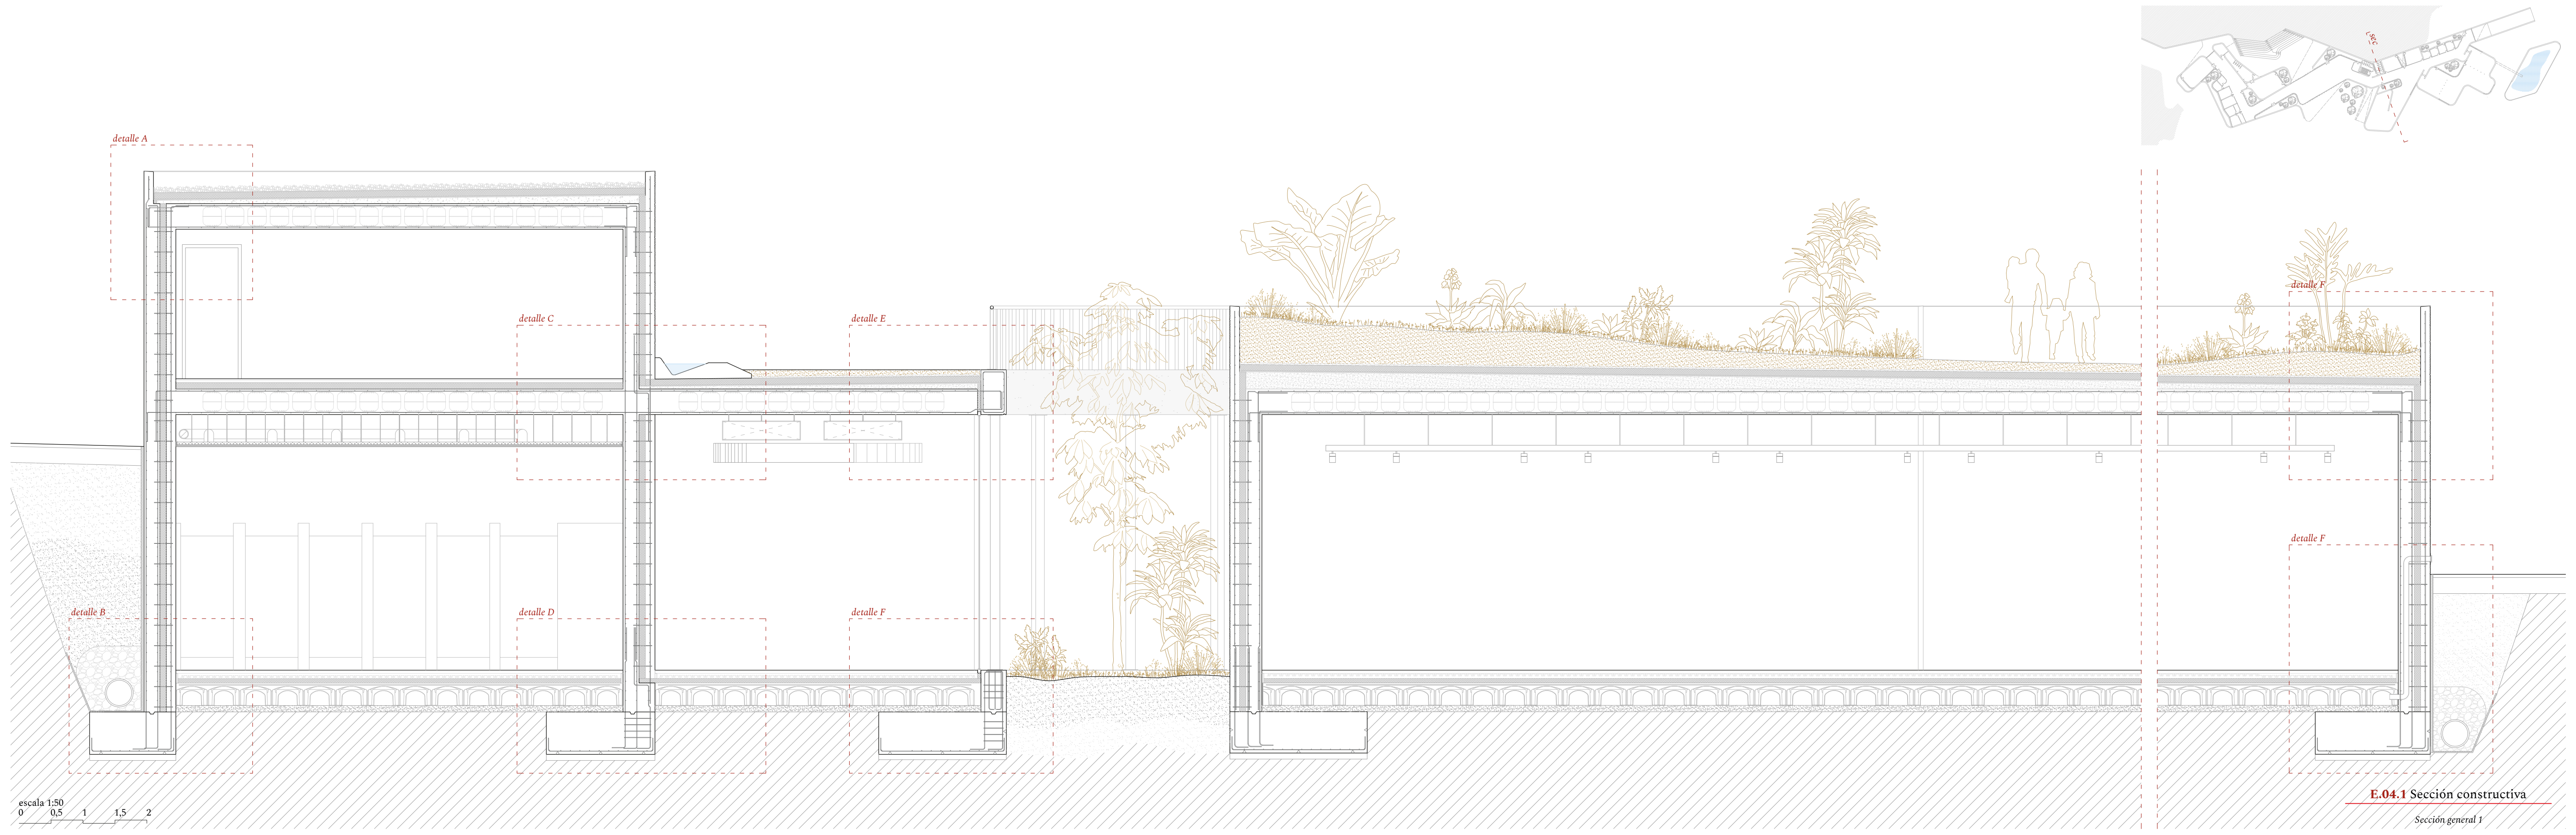 sec
detalle A
detalle F
detalle C
detalle E
detalle F
detalle B
detalle D
detalle F
escala 1:50
0 0,5 1 1,5 2
E.04.1 Sección constructiva
Sección general 1